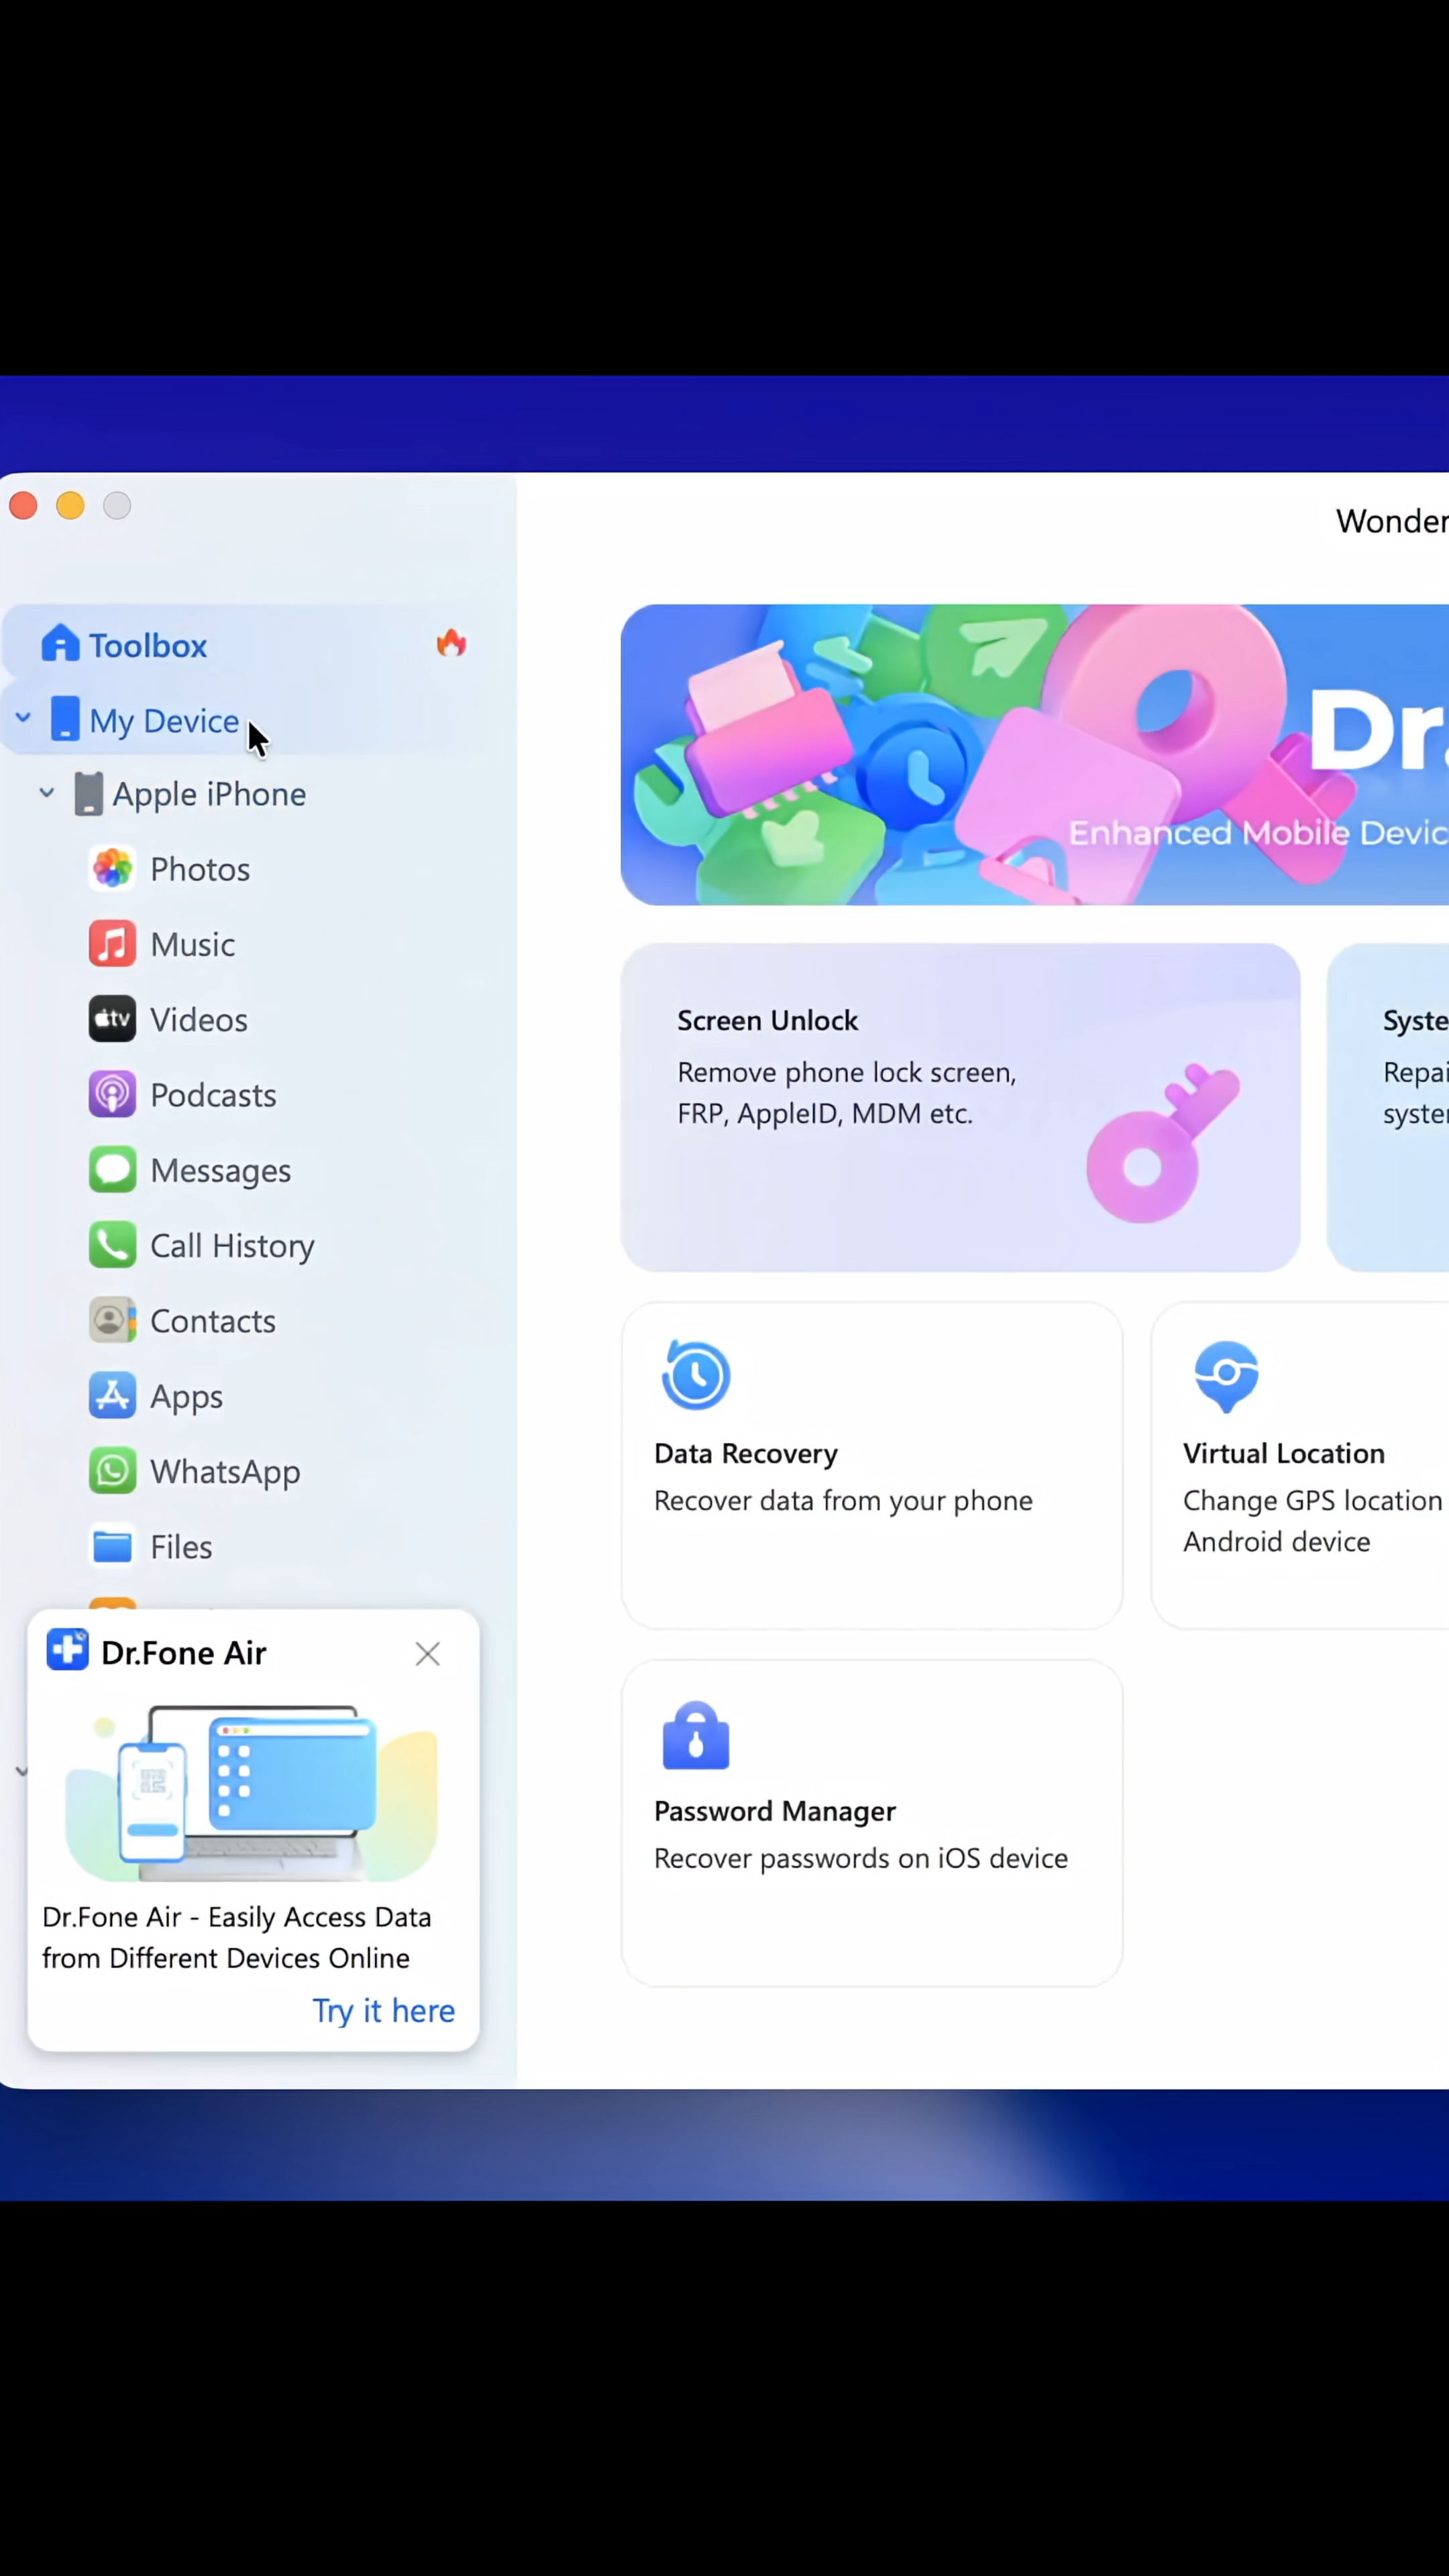 Wonder
Toolbox
My Device
Apple iPhone
Photos
Music
tv
Videos
Podcasts
Messages
Call History
Contacts
Apps
WhatsApp
Files
Dr.Fone Air
Dr.Fone Air - Easily Access Data
from Different Devices Online
Try it here
Dr.
Enhanced Mobile Devic
Screen Unlock
Remove phone lock screen,
FRP, AppleID, MDM etc.
Syste
Repai
syste
Data Recovery
Recover data from your phone
Virtual Location
Change GPS location
Android device
Password Manager
Recover passwords on iOS device